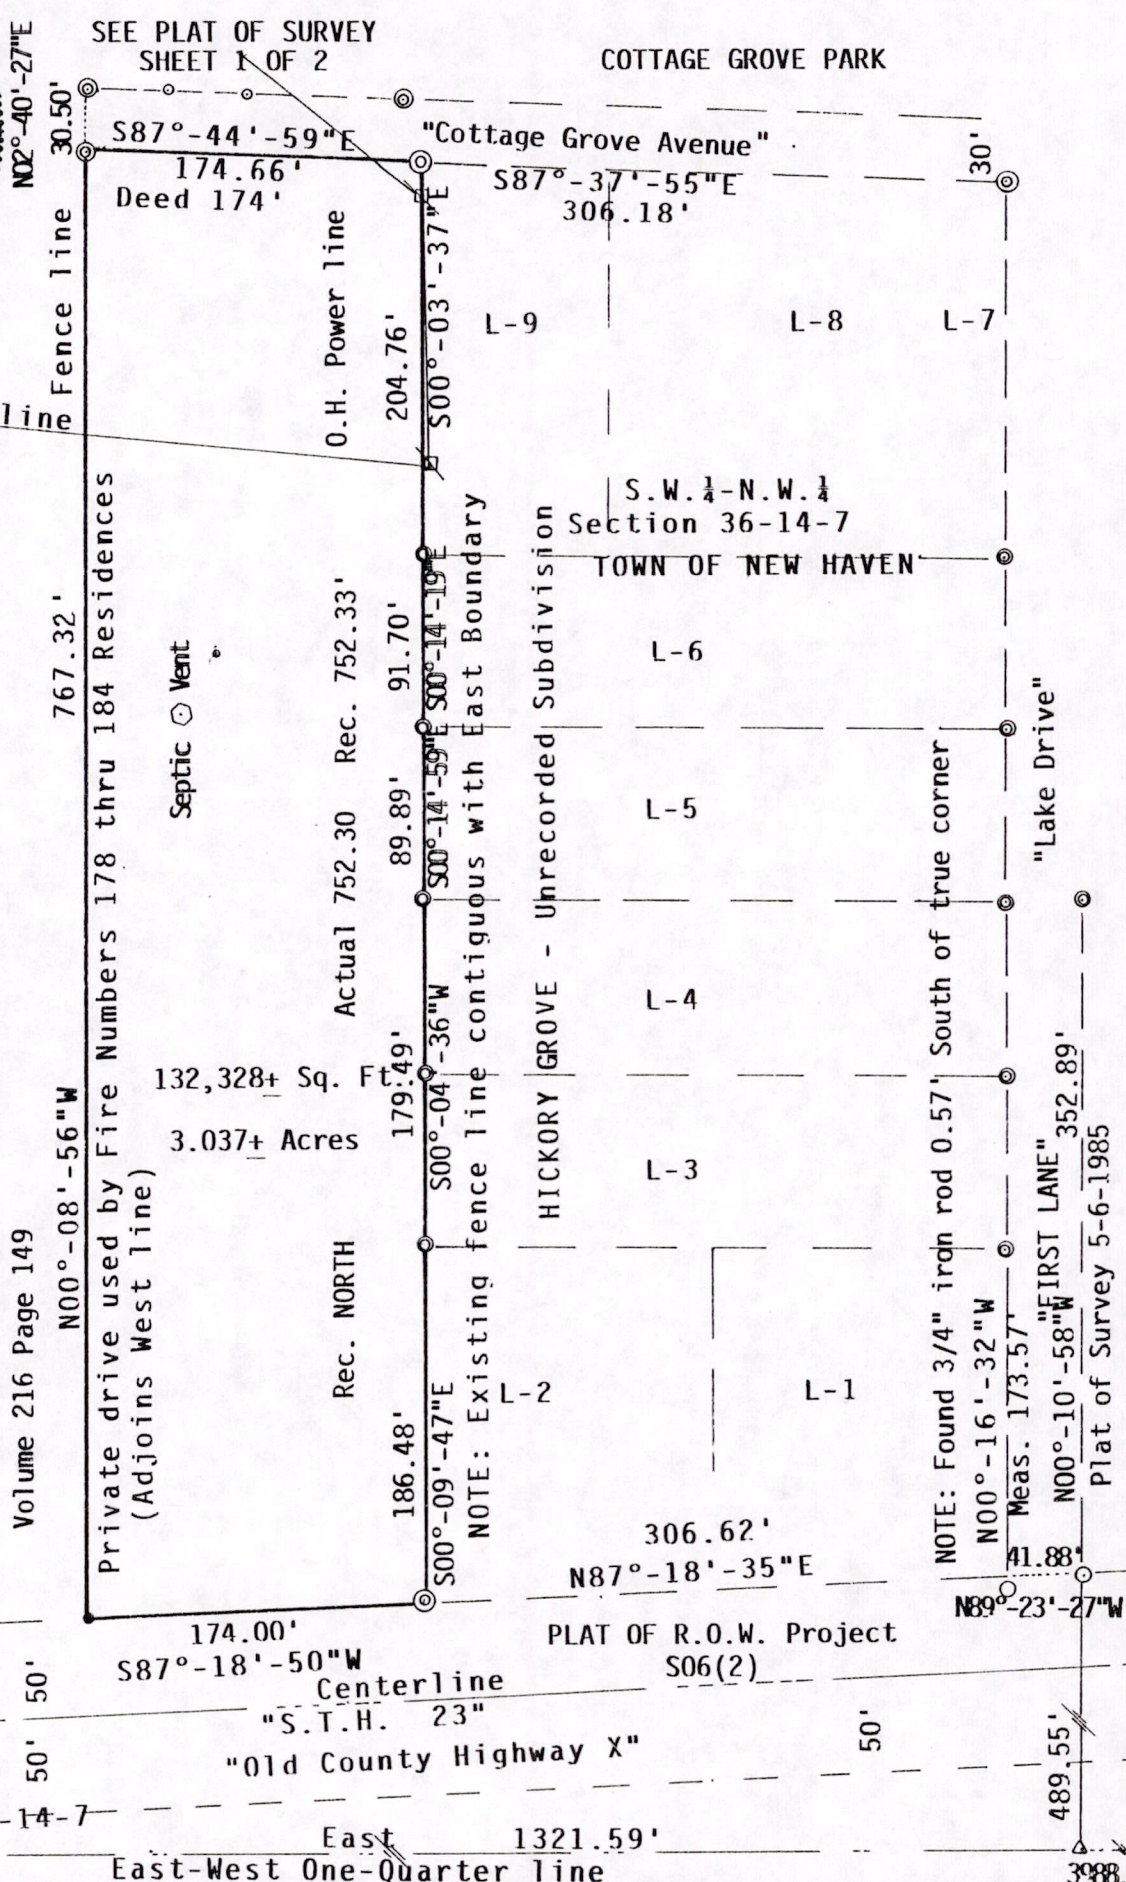 SEE PLAT OF SURVEY
SHEET 1 OF 2
COTTAGE GROVE PARK
N02°-40'-27"E
30.50'
S87°-44'-59"E
174.66'
Deed 174'
"Cottage Grove Avenue"
S87°-37'-55"E
306.18'
30'
Fence line
line
O.H. Power line
204.76'
S00°-03'-37"E
L-9
L-8
L-7
S.W.¼-N.W.¼
Section 36-14-7
TOWN OF NEW HAVEN
767.32'
N00°-08'-56"W
Volume 216 Page 149
Private drive used by Fire Numbers 178 thru 184 Residences
(Adjoins West line)
Septic Vent
Actual 752.30 Rec. 752.33'
Rec. NORTH
91.70'
S00°-14'-19"E
89.89'
S00°-14'-59"E
179.49'
S00°-04'-36"W
186.48'
S00°-09'-47"E
132,328+ Sq. Ft.
3.037+ Acres
NOTE: Existing fence line contiguous with East Boundary
HICKORY GROVE - Unrecorded Subdivision
L-6
L-5
L-4
L-3
L-2
L-1
NOTE: Found 3/4" iron rod 0.57' South of true corner
N00°-16'-32"W
Meas. 173.57'
"Lake Drive"
"FIRST LANE"
352.89'
N00°-10'-58"W
Plat of Survey 5-6-1985
306.62'
N87°-18'-35"E
41.88'
N89°-23'-27"W
174.00'
S87°-18'-50"W
PLAT OF R.O.W. Project
S06(2)
Centerline
"S.T.H. 23"
"Old County Highway X"
50'
50'
50'
489.55'
-14-7
East 1321.59'
East-West One-Quarter line